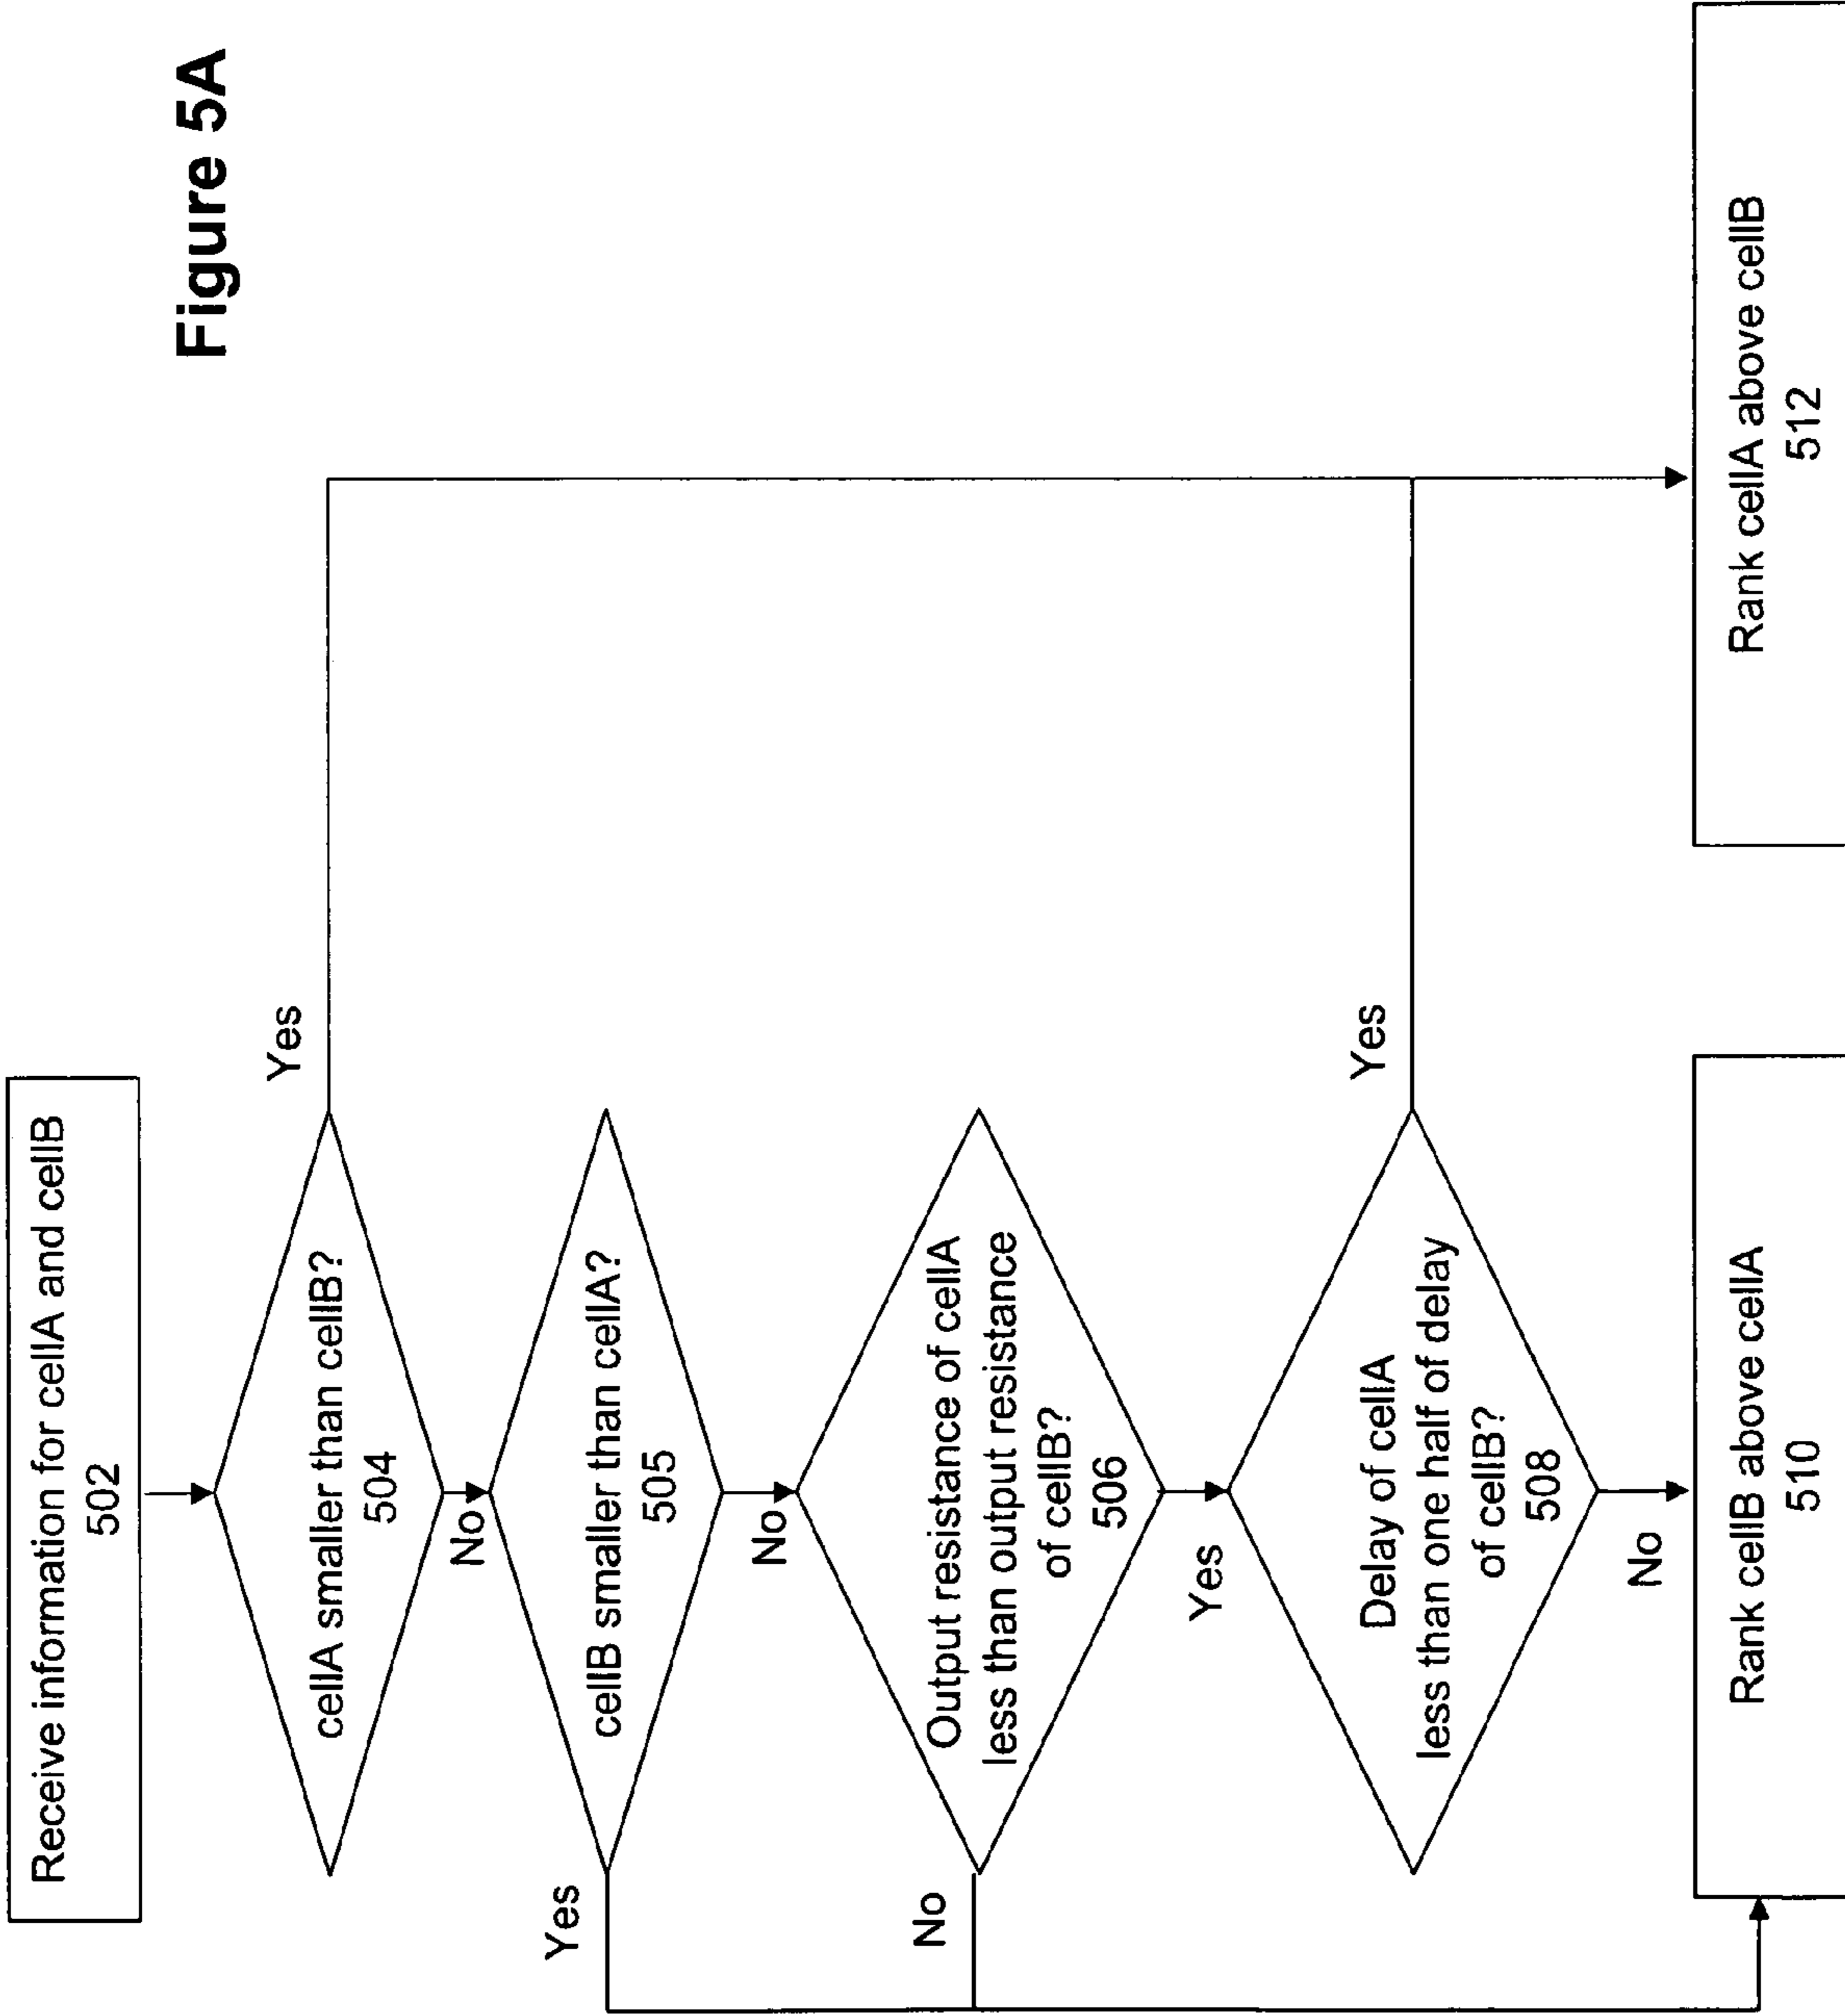 Figure 5A
Receive information for cellA and cellB
502
cellA smaller than cellB?
504
Yes
No
cellB smaller than cellA?
505
Yes
No
Output resistance of cellA
less than output resistance
of cellB?
506
No
Yes
Delay of cellA
less than one half of delay
of cellB?
508
Yes
No
Rank cellB above cellA
510
Rank cellA above cellB
512